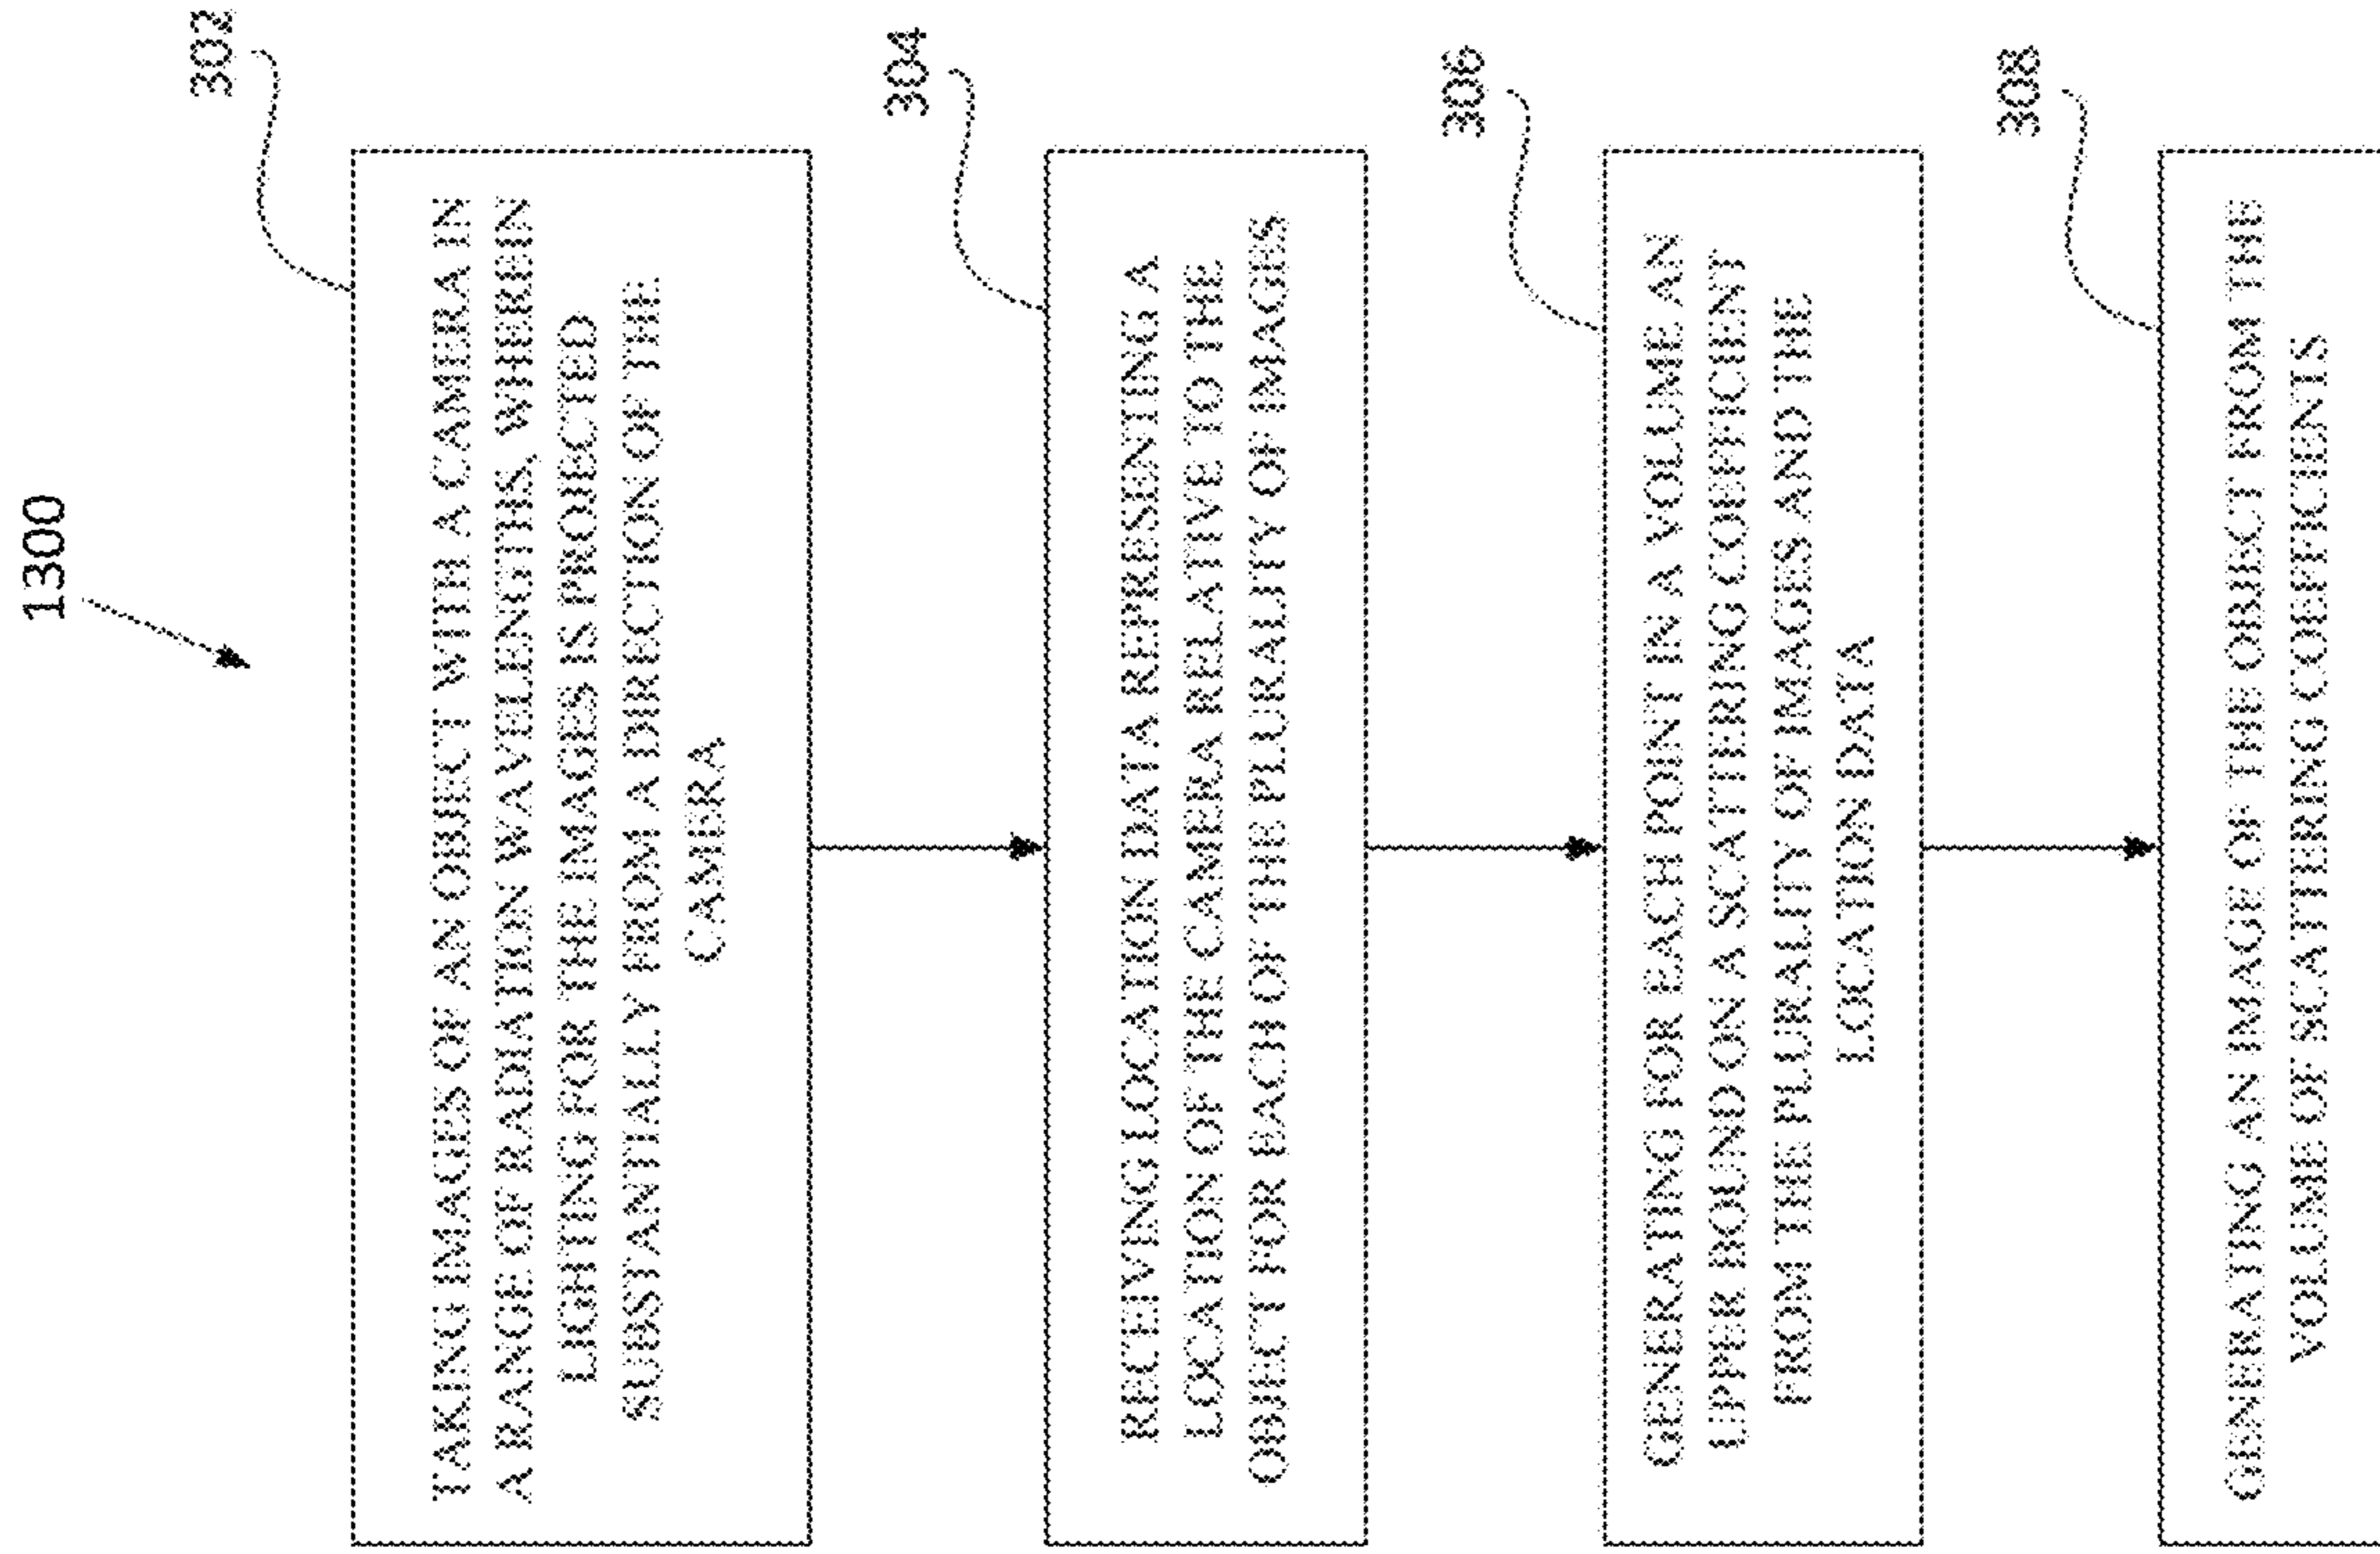 1300
302
TAKING IMAGES OF AN OBJECT WITH A CAMERA IN
A RANGE OF RADIATION WAVELENGTHS, WHEREIN
LIGHTING FOR THE IMAGES IS PROJECTED
SUBSTANTIALLY FROM A DIRECTION OF THE
CAMERA
304
RECEIVING LOCATION DATA REPRESENTING A
LOCATION OF THE CAMERA RELATIVE TO THE
OBJECT FOR EACH OF THE PLURALITY OF IMAGES
306
GENERATING FOR EACH POINT IN A VOLUME AN
UPPER BOUND ON A SCATTERING COEFFICIENT
FROM THE PLURALITY OF IMAGES AND THE
LOCATION DATA
308
GENERATING AN IMAGE OF THE OBJECT FROM THE
VOLUME OF SCATTERING COEFFICIENTS